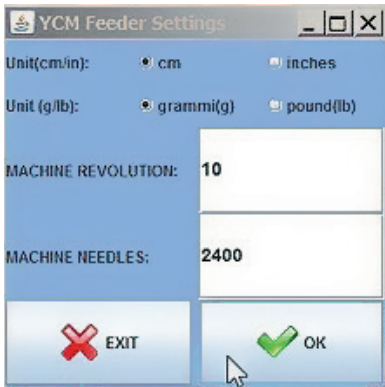 YCM Feeder Settings
Unit(cm/in): cm inches
Unit (g/lb): grammi(g) pound(lb)
MACHINE REVOLUTION: 10
MACHINE NEEDLES: 2400
EXIT OK